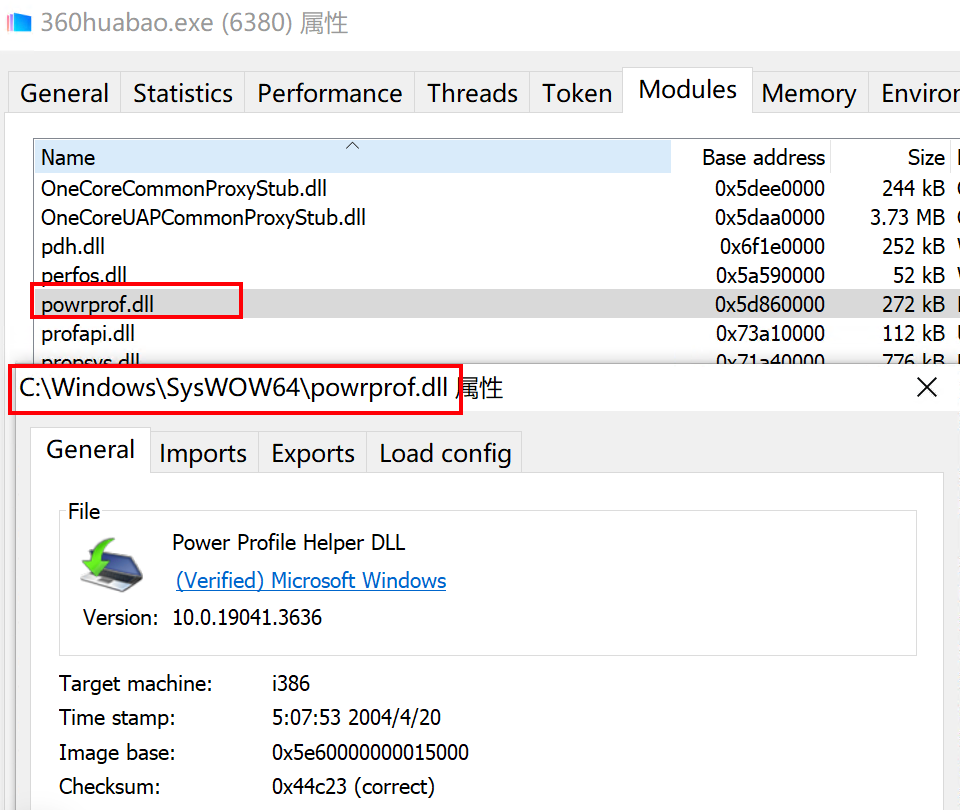 360huabao.exe (6380) 属性
General Statistics Performance Threads Token Modules Memory Environ
Name Base address Size
OneCoreCommonProxyStub.dll 0x5dee0000 244 kB
OneCoreUAPCommonProxyStub.dll 0x5daa0000 3.73 MB
pdh.dll 0x6f1e0000 252 kB
perfos.dll 0x5a590000 52 kB
powrprof.dll 0x5d860000 272 kB
profapi.dll 0x73a10000 112 kB
propsys.dll 0x71a40000 776 kB
C:\Windows\SysWOW64\powrprof.dll 属性
General Imports Exports Load config
File
Power Profile Helper DLL
(Verified) Microsoft Windows
Version: 10.0.19041.3636
Target machine: i386
Time stamp: 5:07:53 2004/4/20
Image base: 0x5e60000000015000
Checksum: 0x44c23 (correct)